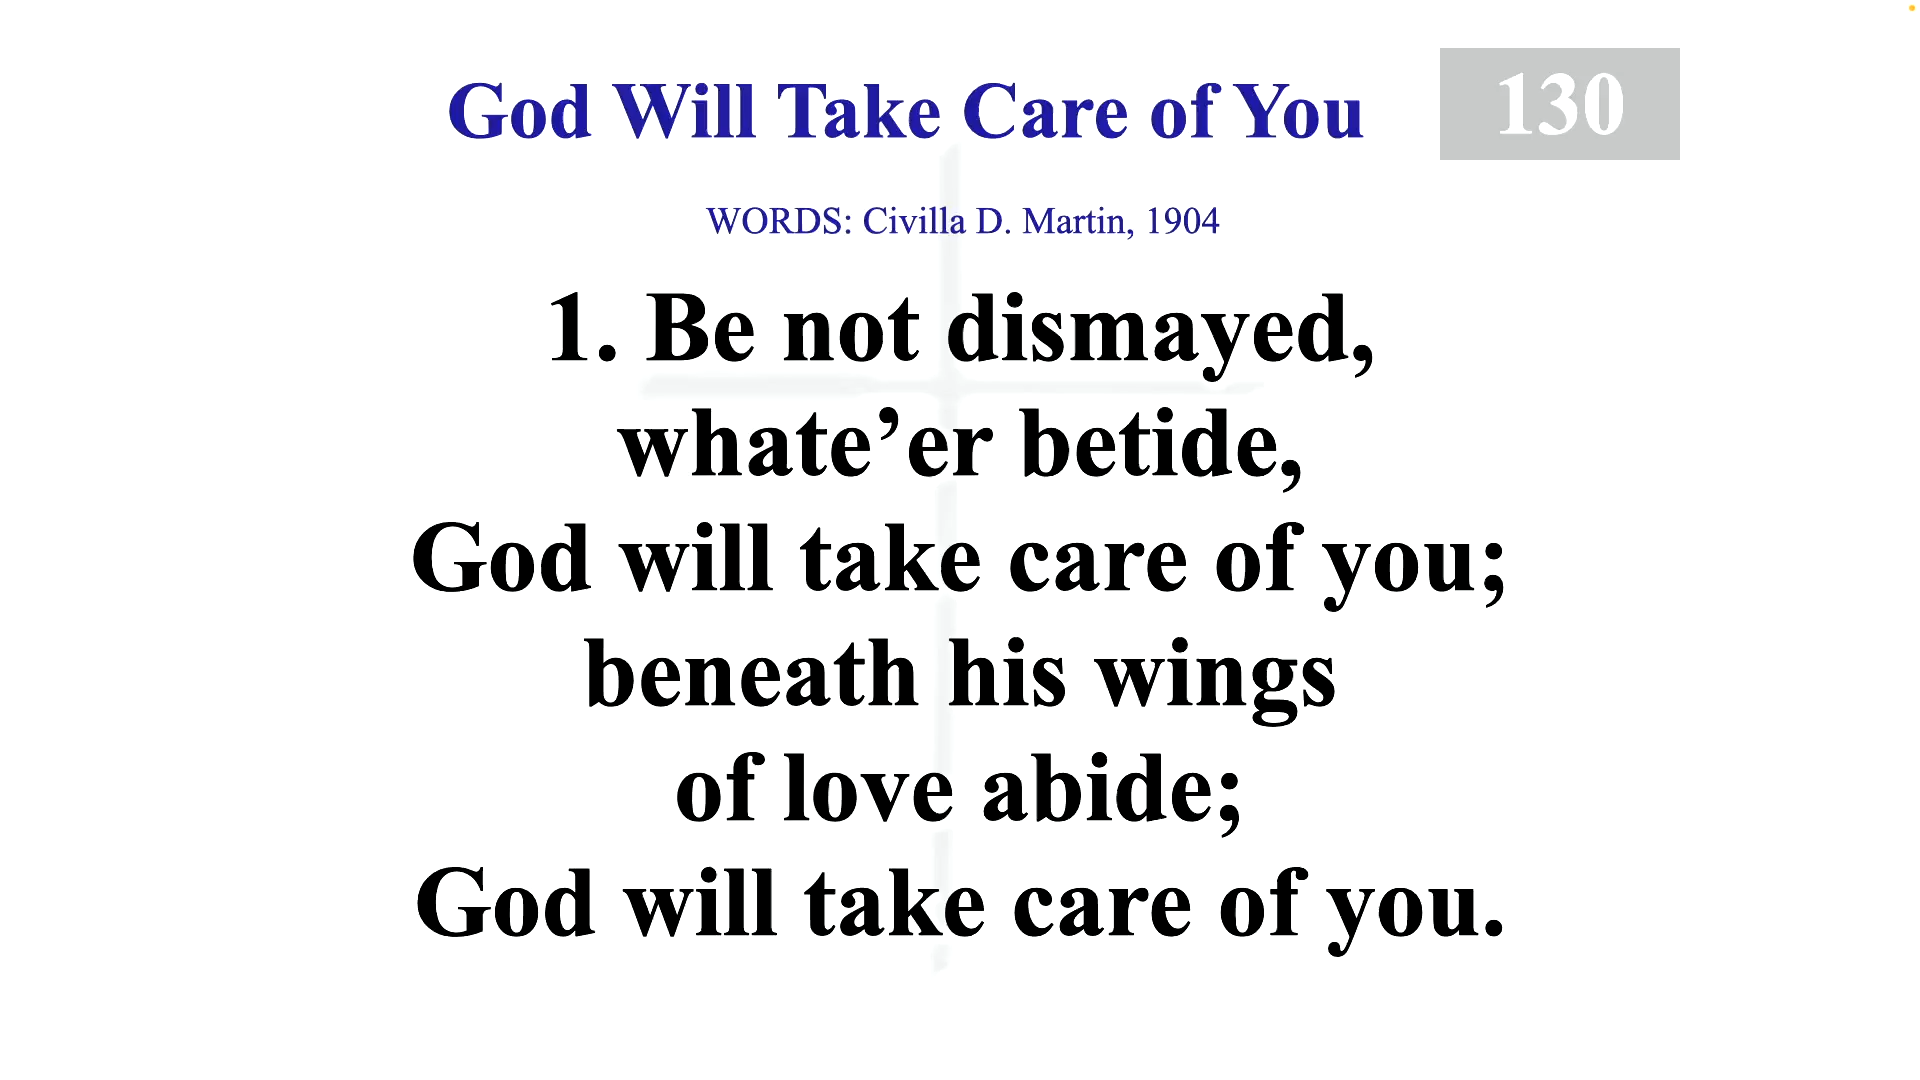 God Will Take Care of You
130
WORDS: Civilla D. Martin, 1904
1. Be not dismayed,
whate’er betide,
God will take care of you;
beneath his wings
of love abide;
God will take care of you.